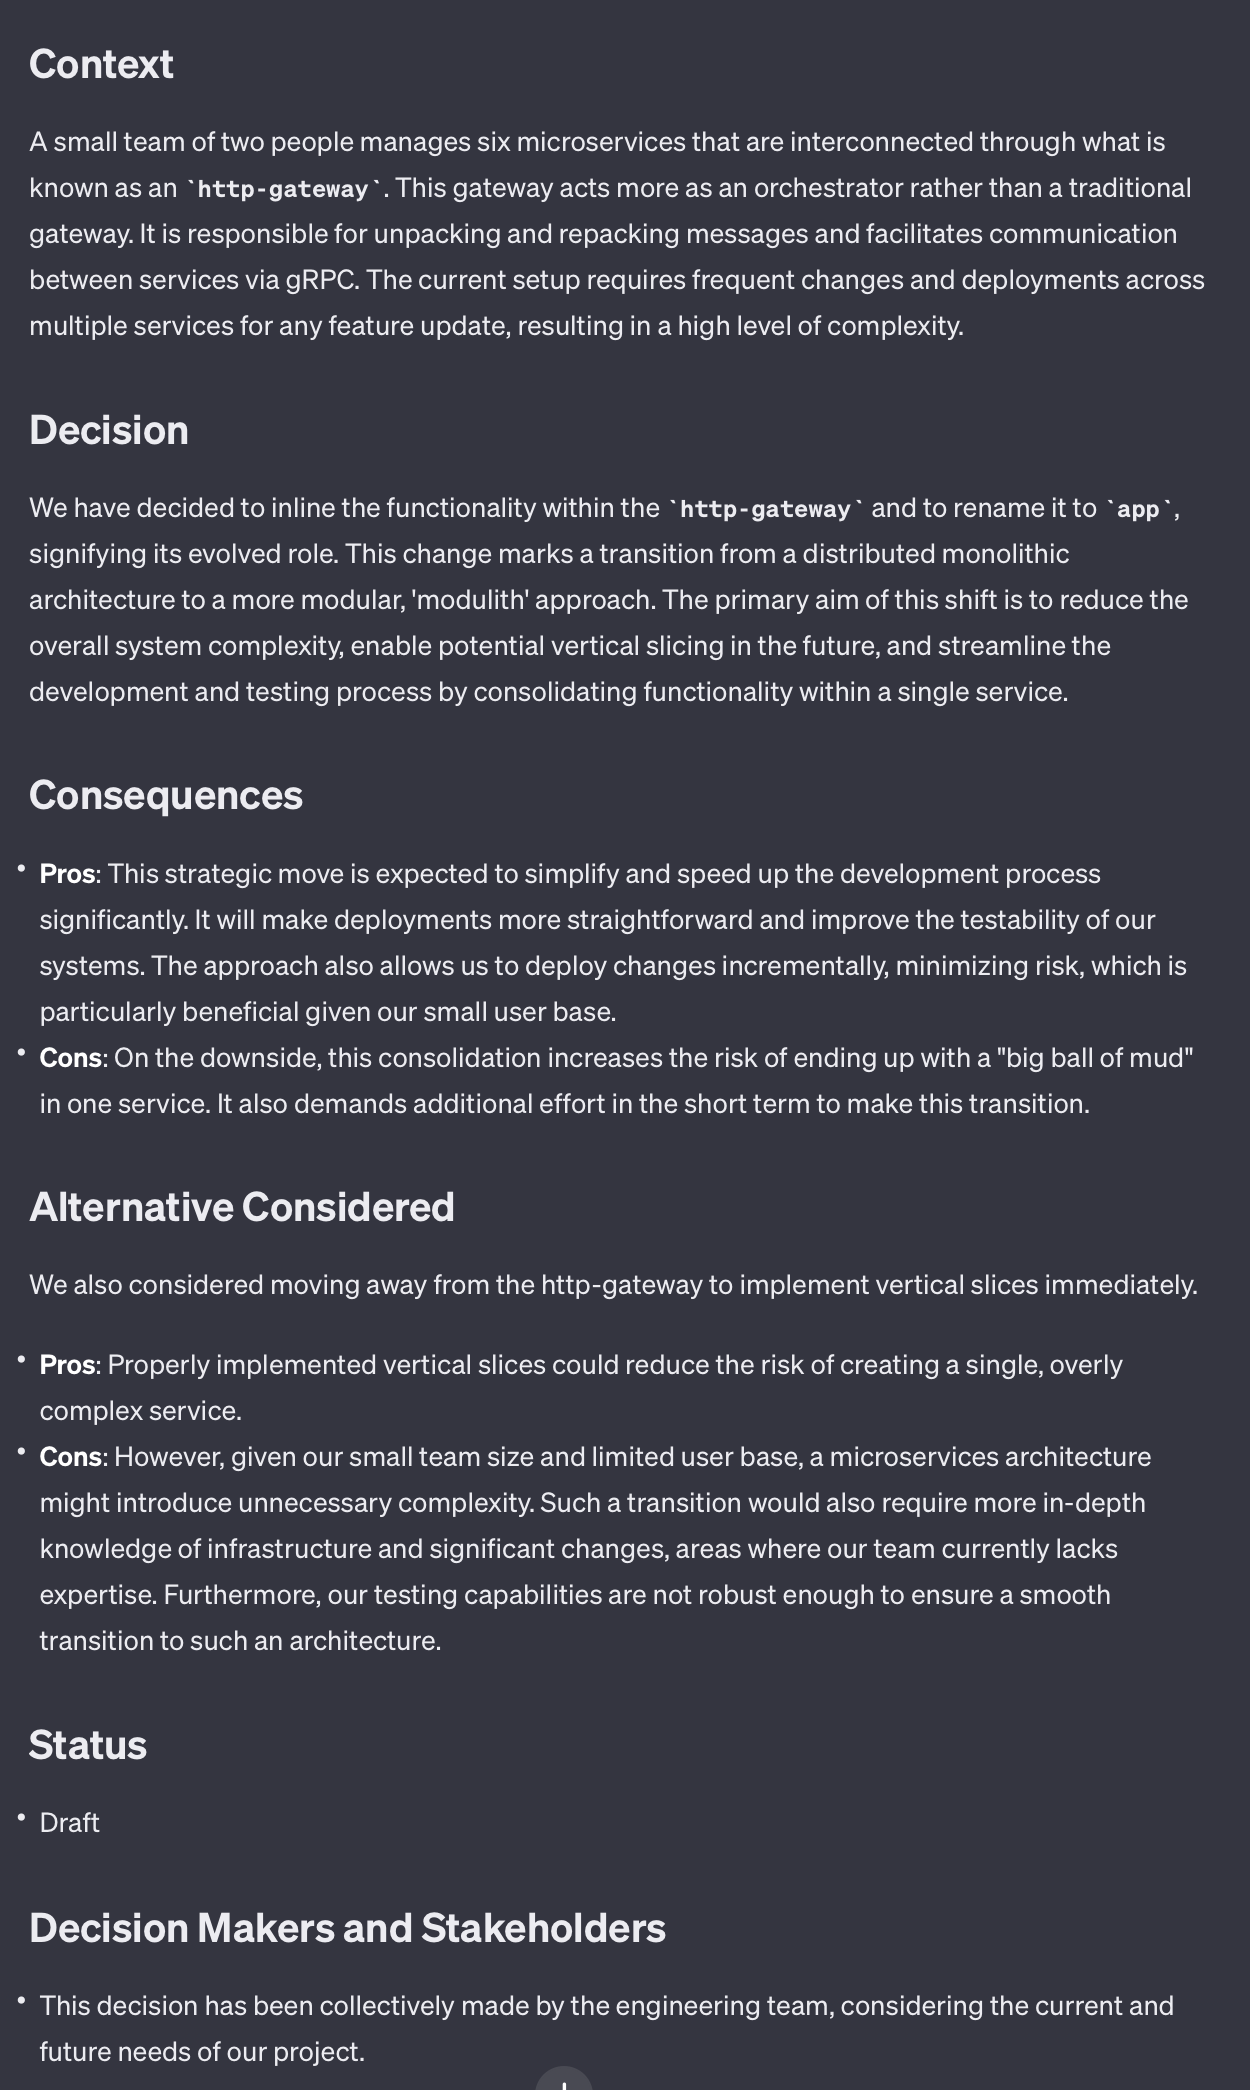 Context
A small team of two people manages six microservices that are interconnected through what is
known as an `http-gateway`. This gateway acts more as an orchestrator rather than a traditional
gateway. It is responsible for unpacking and repacking messages and facilitates communication
between services via gRPC. The current setup requires frequent changes and deployments across
multiple services for any feature update, resulting in a high level of complexity.
Decision
We have decided to inline the functionality within the `http-gateway` and to rename it to `app`,
signifying its evolved role. This change marks a transition from a distributed monolithic
architecture to a more modular, 'modulith' approach. The primary aim of this shift is to reduce the
overall system complexity, enable potential vertical slicing in the future, and streamline the
development and testing process by consolidating functionality within a single service.
Consequences
• Pros: This strategic move is expected to simplify and speed up the development process
significantly. It will make deployments more straightforward and improve the testability of our
systems. The approach also allows us to deploy changes incrementally, minimizing risk, which is
particularly beneficial given our small user base.
• Cons: On the downside, this consolidation increases the risk of ending up with a "big ball of mud"
in one service. It also demands additional effort in the short term to make this transition.
Alternative Considered
We also considered moving away from the http-gateway to implement vertical slices immediately.
• Pros: Properly implemented vertical slices could reduce the risk of creating a single, overly
complex service.
• Cons: However, given our small team size and limited user base, a microservices architecture
might introduce unnecessary complexity. Such a transition would also require more in-depth
knowledge of infrastructure and significant changes, areas where our team currently lacks
expertise. Furthermore, our testing capabilities are not robust enough to ensure a smooth
transition to such an architecture.
Status
• Draft
Decision Makers and Stakeholders
• This decision has been collectively made by the engineering team, considering the current and
future needs of our project.